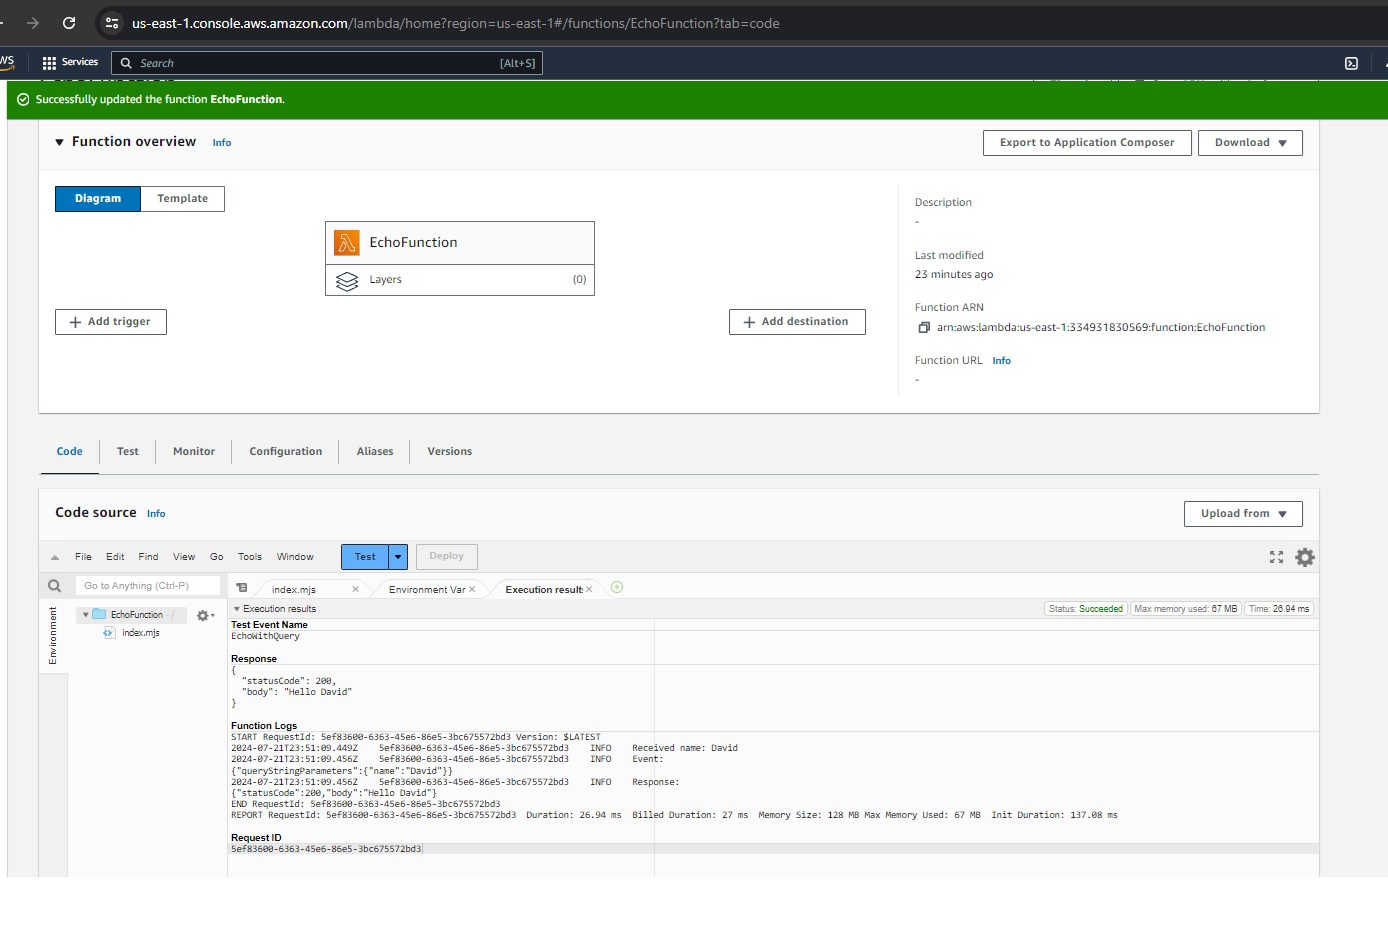 us-east-1.console.aws.amazon.com/lambda/home?region=us-east-1#/functions/EchoFunction?tab=code
Services Search [Alt+S]
Successfully updated the function EchoFunction.
Function overview Info Export to Application Composer Download
Diagram Template
EchoFunction
Layers (0)
Add trigger
Add destination
Description
-
Last modified
23 minutes ago
Function ARN
arn:aws:lambda:us-east-1:334931830569:function:EchoFunction
Function URL Info
-
Code Test Monitor Configuration Aliases Versions
Code source Info Upload from
File Edit Find View Go Tools Window Test Deploy
Go to Anything (Ctrl-P) index.mjs Environment Var Execution result
Environment
EchoFunction - /
index.mjs
Execution results Status: Succeeded Max memory used: 67 MB Time: 26.94 ms
Test Event Name
EchoWithQuery
Response
{
"statusCode": 200,
"body": "Hello David"
}
Function Logs
START RequestId: 5ef83600-6363-45e6-86e5-3bc675572bd3 Version: $LATEST
2024-07-21T23:51:09.449Z 5ef83600-6363-45e6-86e5-3bc675572bd3 INFO Received name: David
2024-07-21T23:51:09.456Z 5ef83600-6363-45e6-86e5-3bc675572bd3 INFO Event:
{"queryStringParameters":{"name":"David"}}
2024-07-21T23:51:09.456Z 5ef83600-6363-45e6-86e5-3bc675572bd3 INFO Response:
{"statusCode":200,"body":"Hello David"}
END RequestId: 5ef83600-6363-45e6-86e5-3bc675572bd3
REPORT RequestId: 5ef83600-6363-45e6-86e5-3bc675572bd3 Duration: 26.94 ms Billed Duration: 27 ms Memory Size: 128 MB Max Memory Used: 67 MB Init Duration: 137.08 ms
Request ID
5ef83600-6363-45e6-86e5-3bc675572bd3